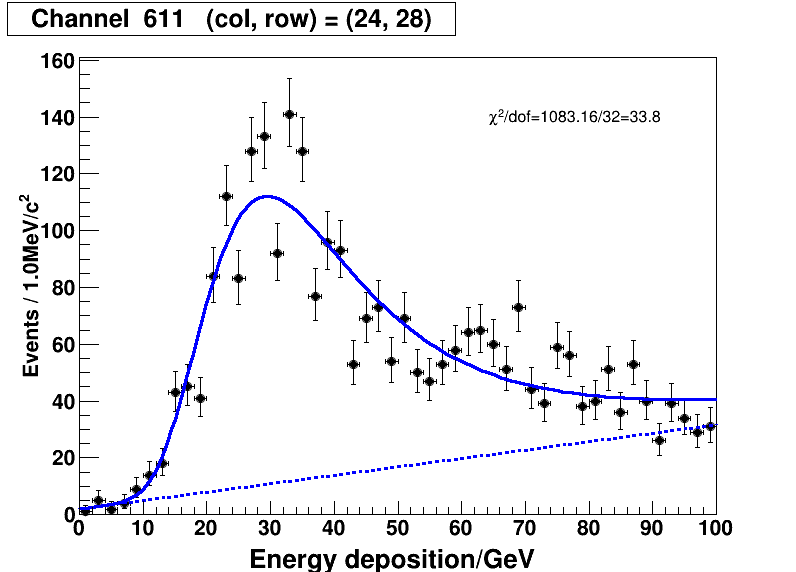 Channel  611   (col, row) = (24, 28)
160
140
120
100
80
60
40
20
0
Events / 1.0MeV/c²
χ²/dof=1083.16/32=33.8
0 10 20 30 40 50 60 70 80 90 100
Energy deposition/GeV